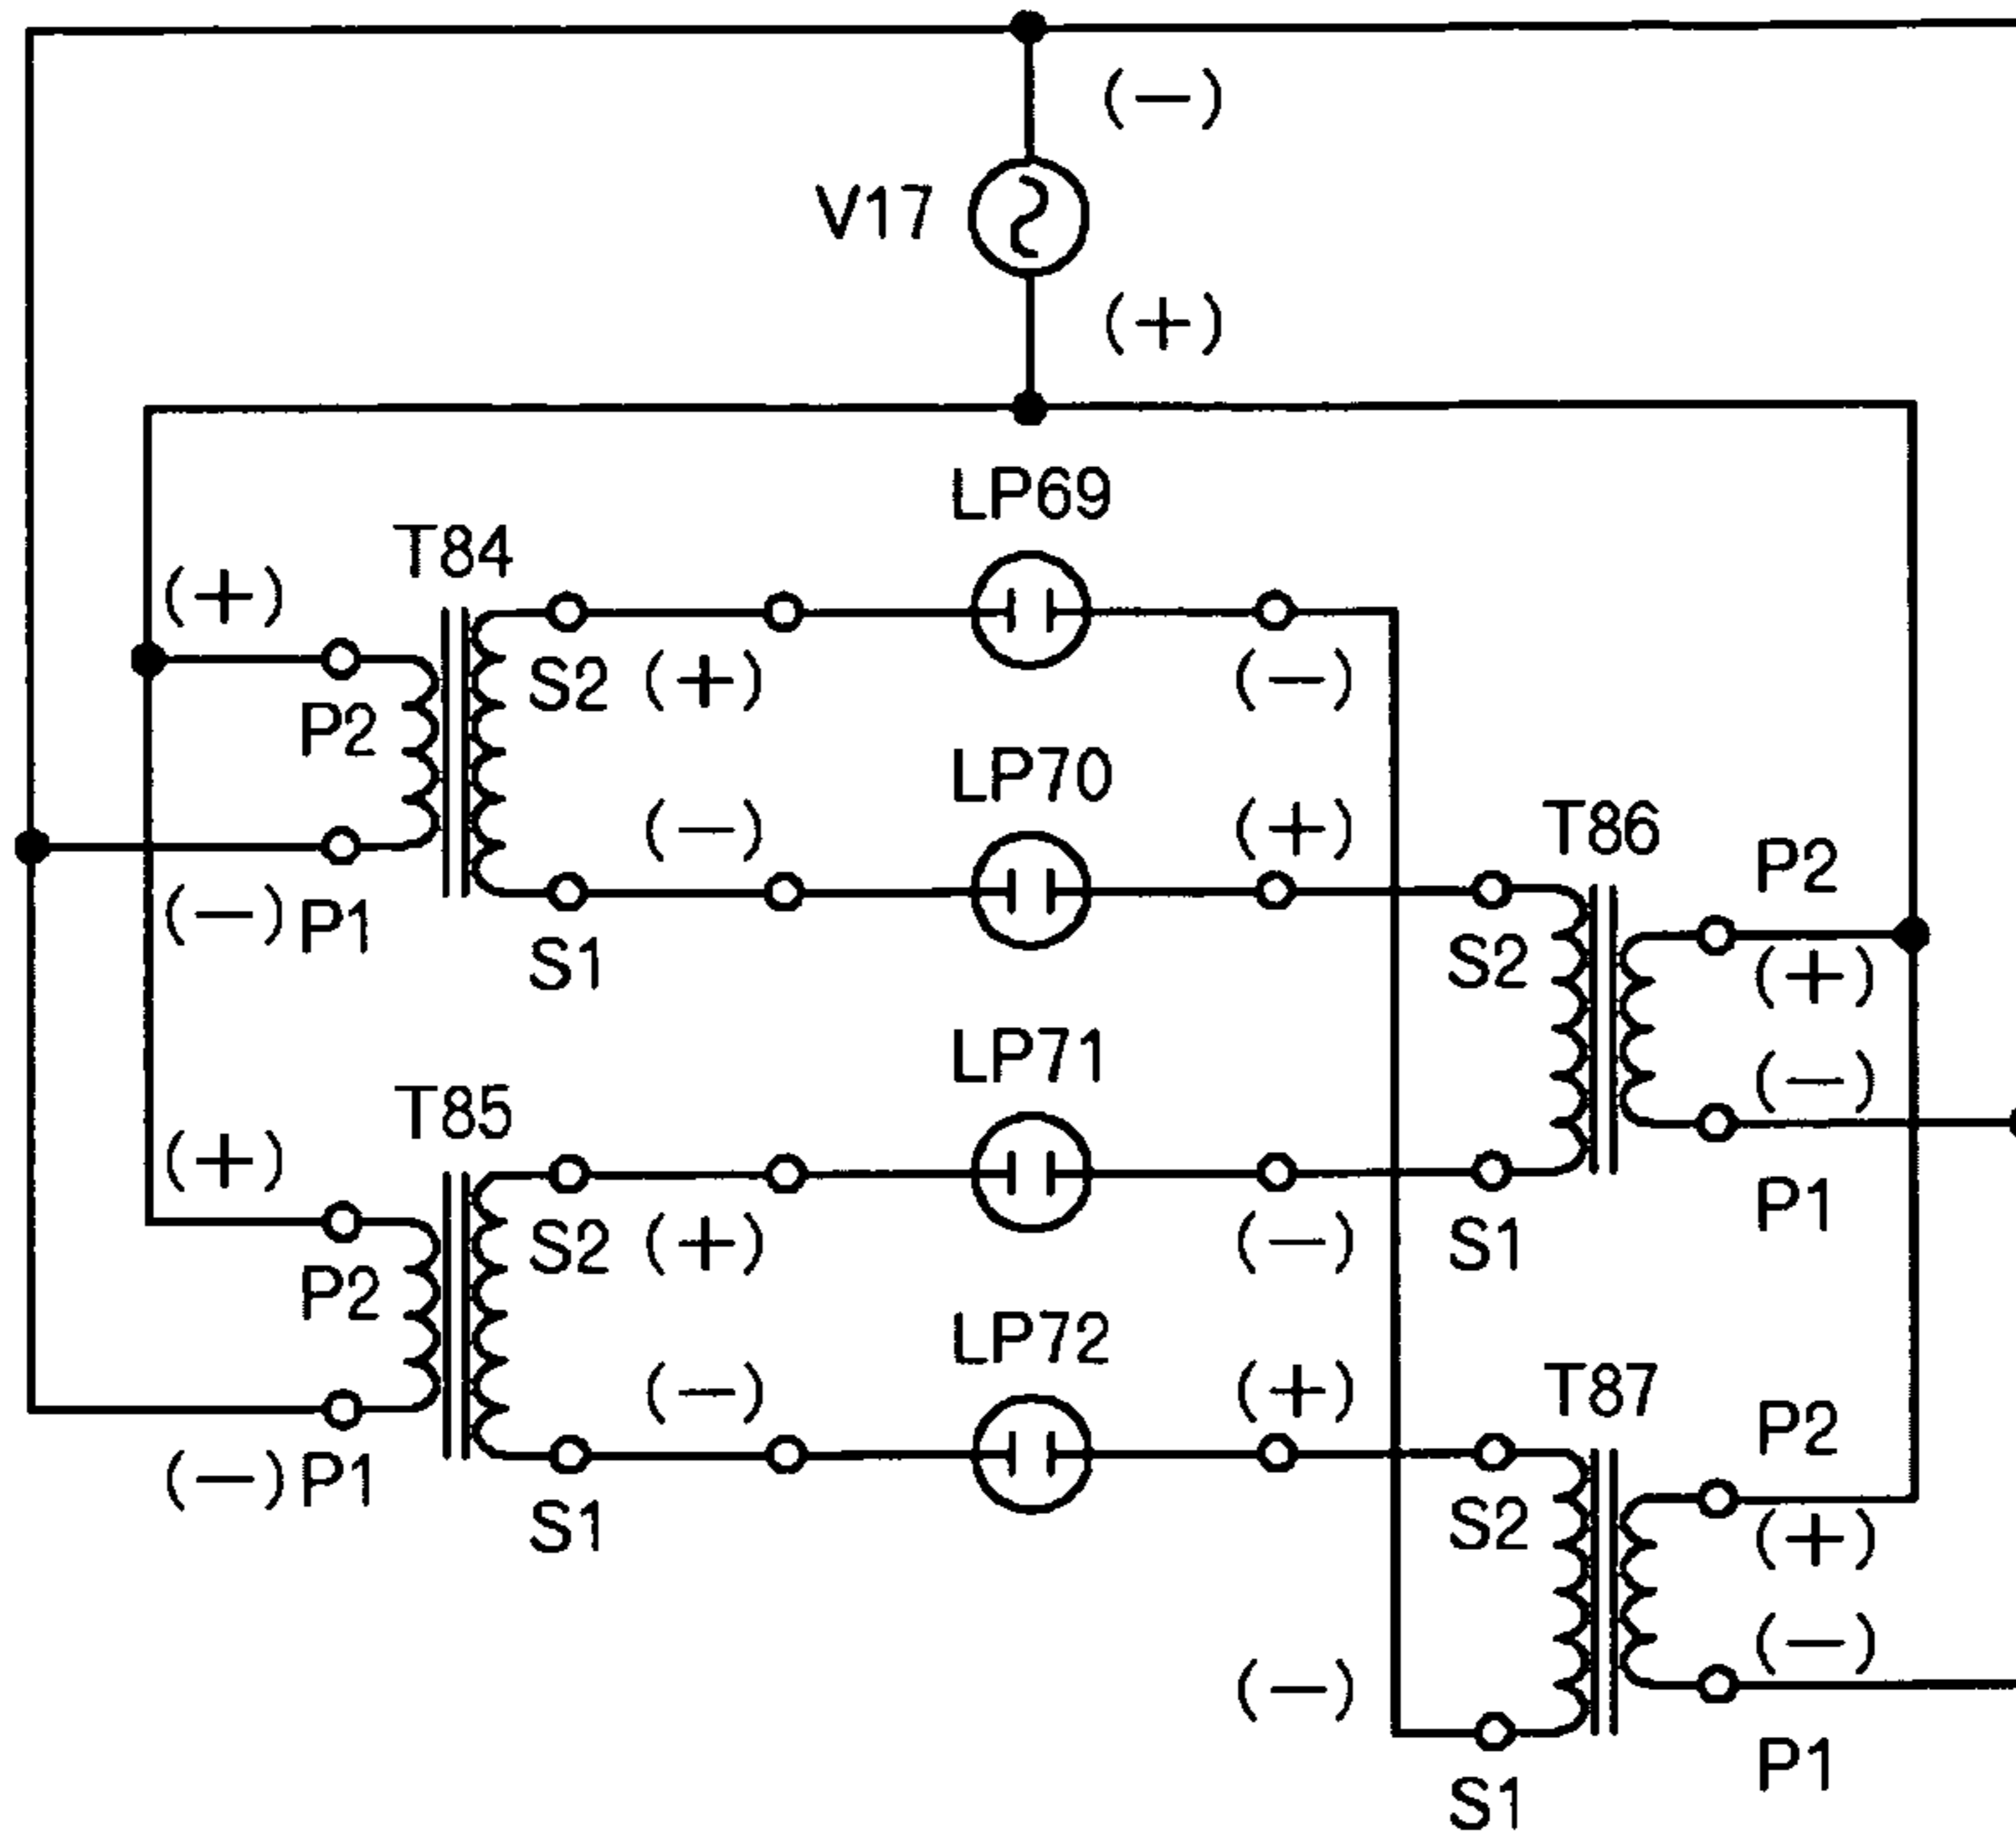 (−)
V17
(+)
LP69
T84
(+)
S2 (+)
(−)
P2
LP70
(−)
(+)
T86
P2
(−) P1
S1
S2
(+)
LP71
(−)
T85
(+)
P1
S2 (+)
(−)
S1
P2
LP72
(−)
(+)
T87
P2
(−) P1
S1
S2
(+)
(−)
(−)
P1
S1